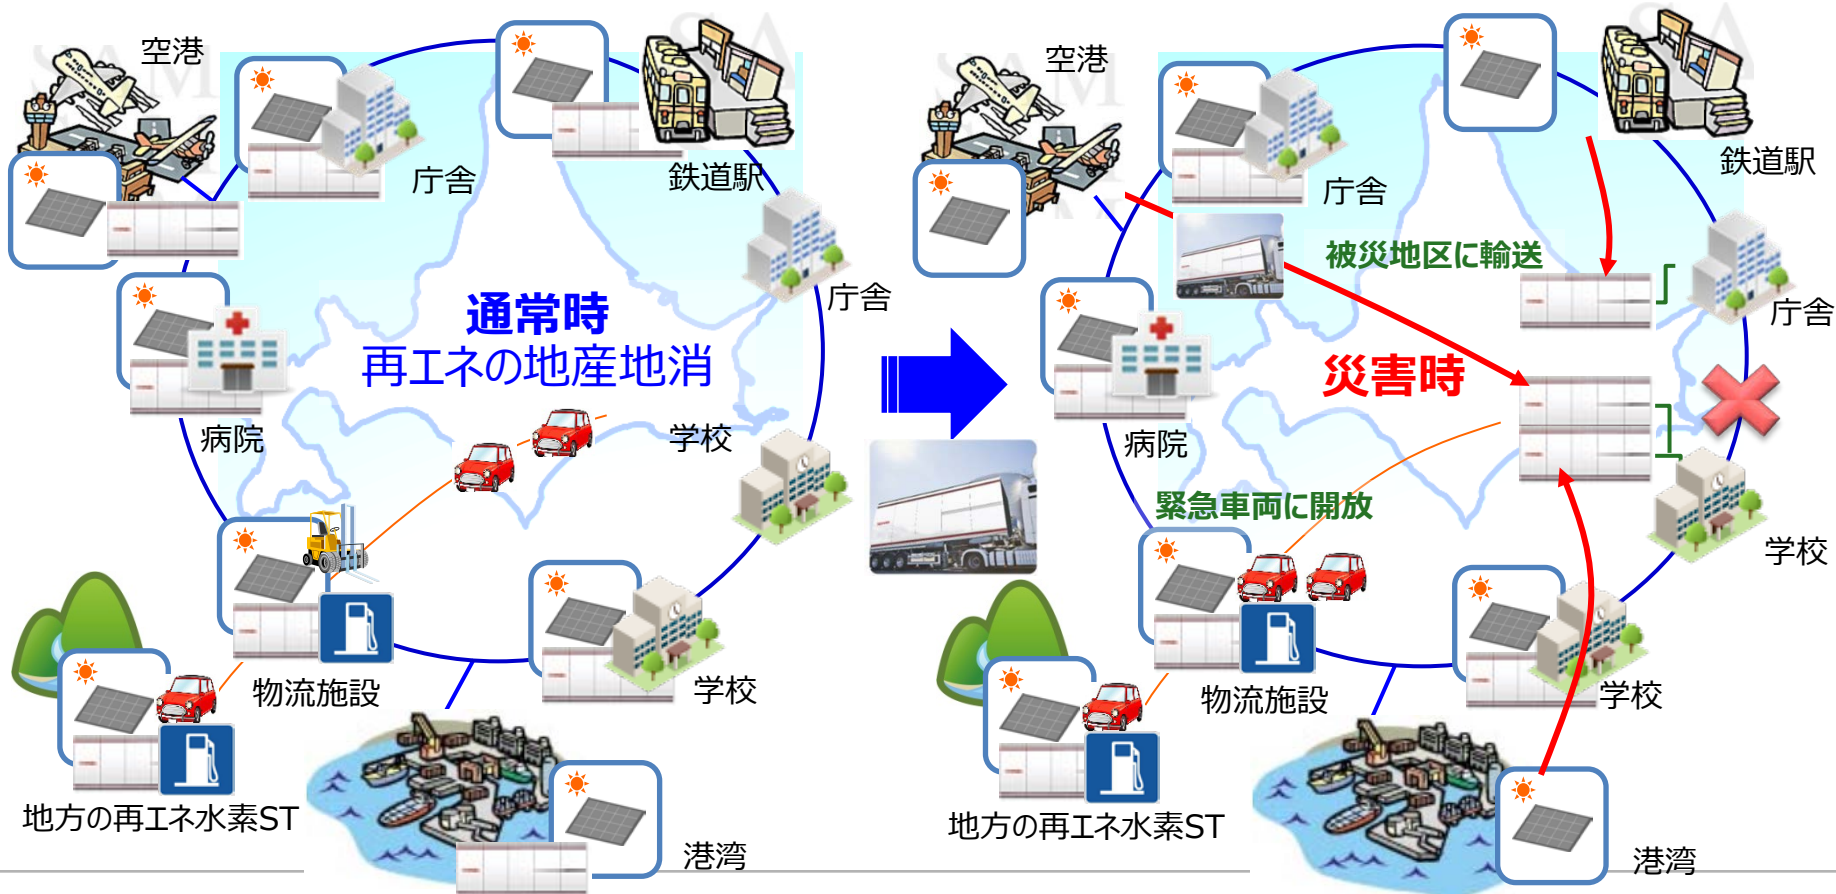 空港
庁舎
鉄道駅
庁舎
通常時
再エネの地産地消
病院
学校
物流施設
学校
地方の再エネ水素ST
港湾
空港
庁舎
鉄道駅
被災地区に輸送
庁舎
災害時
病院
緊急車両に開放
学校
物流施設
学校
地方の再エネ水素ST
港湾